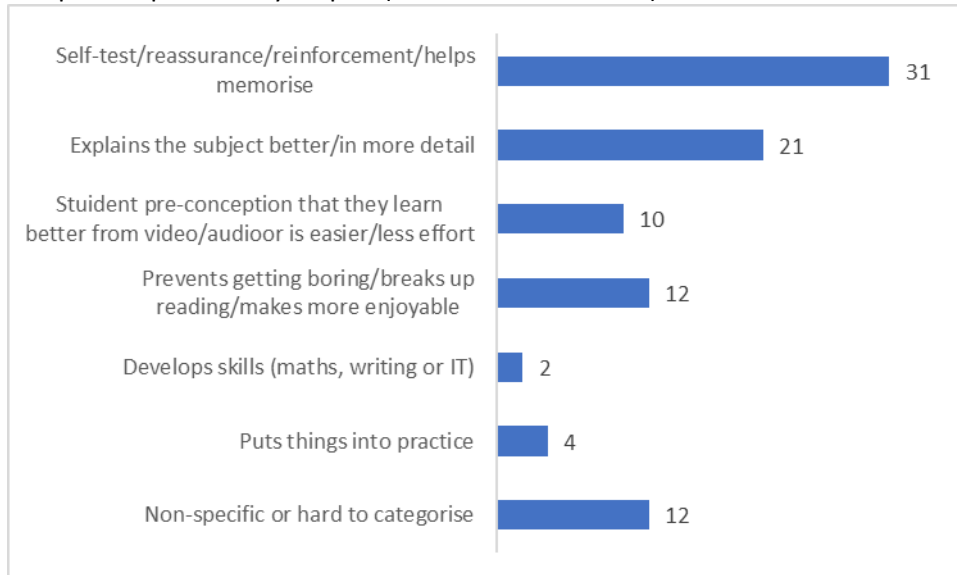 Self-test/reassurance/reinforcement/helps
memorise
31
Explains the subject better/in more detail
21
Stuident pre-conception that they learn
better from video/audioor is easier/less effort
10
Prevents getting boring/breaks up
reading/makes more enjoyable
12
Develops skills (maths, writing or IT)
2
Puts things into practice
4
Non-specific or hard to categorise
12